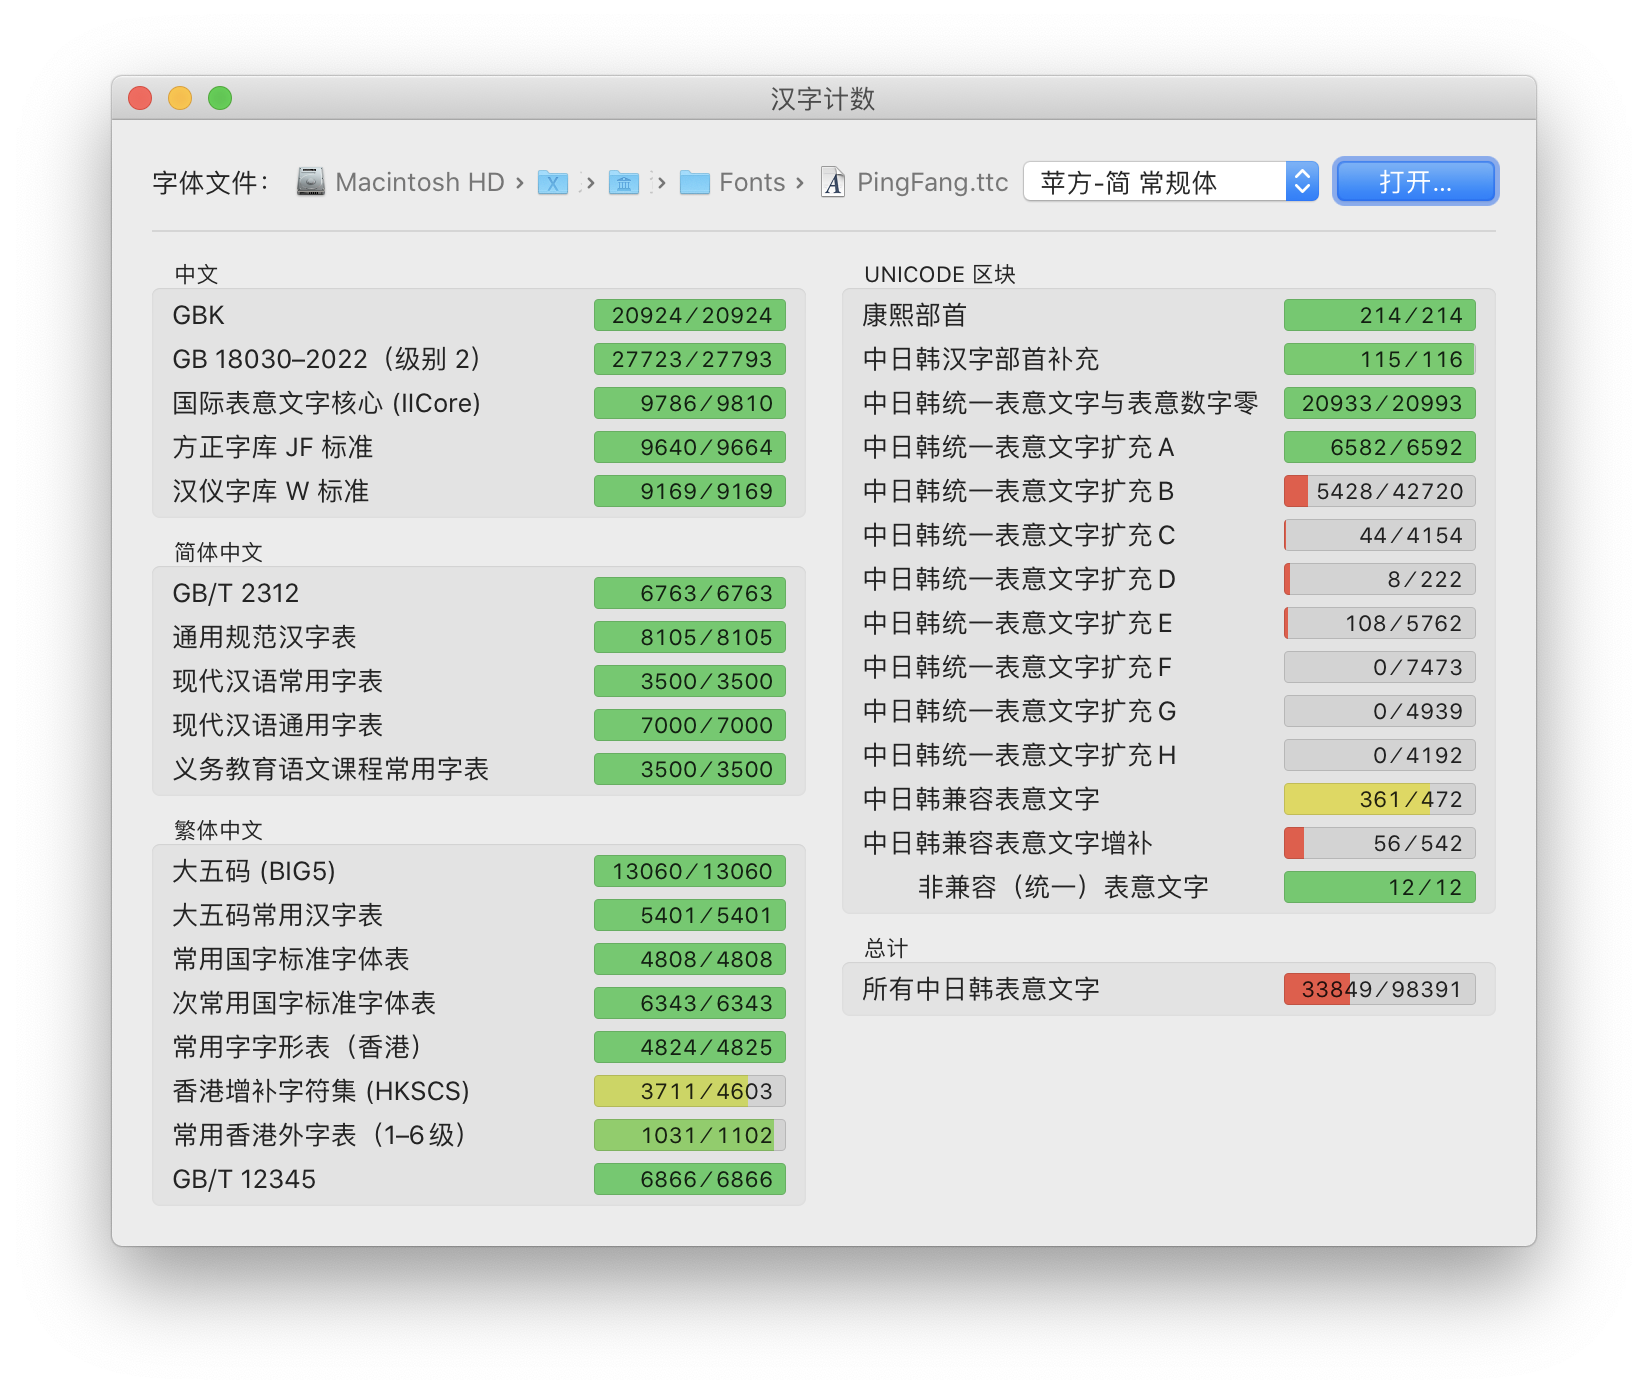 汉字计数
字体文件： Macintosh HD › › › Fonts › PingFang.ttc 苹方-简 常规体 打开...
中文
GBK 20924/20924
GB 18030–2022（级别 2） 27723/27793
国际表意文字核心 (IICore) 9786/9810
方正字库 JF 标准 9640/9664
汉仪字库 W 标准 9169/9169
简体中文
GB/T 2312 6763/6763
通用规范汉字表 8105/8105
现代汉语常用字表 3500/3500
现代汉语通用字表 7000/7000
义务教育语文课程常用字表 3500/3500
繁体中文
大五码 (BIG5) 13060/13060
大五码常用汉字表 5401/5401
常用国字标准字体表 4808/4808
次常用国字标准字体表 6343/6343
常用字字形表（香港） 4824/4825
香港增补字符集 (HKSCS) 3711/4603
常用香港外字表（1–6 级） 1031/1102
GB/T 12345 6866/6866
UNICODE 区块
康熙部首 214/214
中日韩汉字部首补充 115/116
中日韩统一表意文字与表意数字零 20933/20993
中日韩统一表意文字扩充 A 6582/6592
中日韩统一表意文字扩充 B 5428/42720
中日韩统一表意文字扩充 C 44/4154
中日韩统一表意文字扩充 D 8/222
中日韩统一表意文字扩充 E 108/5762
中日韩统一表意文字扩充 F 0/7473
中日韩统一表意文字扩充 G 0/4939
中日韩统一表意文字扩充 H 0/4192
中日韩兼容表意文字 361/472
中日韩兼容表意文字增补 56/542
非兼容（统一）表意文字 12/12
总计
所有中日韩表意文字 33849/98391